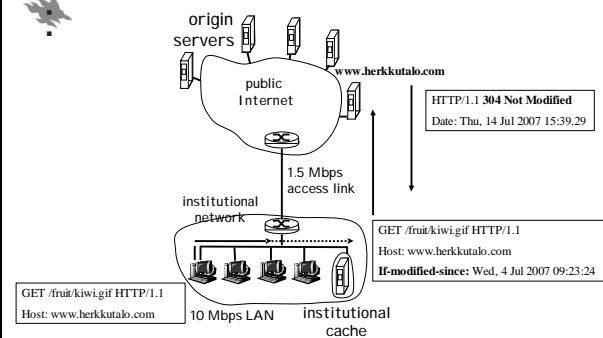 origin
servers
www.herkkutalo.com
public
Internet
HTTP/1.1 304 Not Modified
Date: Thu, 14 Jul 2007 15:39.29
1.5 Mbps
access link
institutional
network
GET /fruit/kiwi.gif HTTP/1.1
Host: www.herkkutalo.com
If-modified-since: Wed, 4 Jul 2007 09:23:24
GET /fruit/kiwi.gif HTTP/1.1
Host: www.herkkutalo.com
10 Mbps LAN
institutional
cache